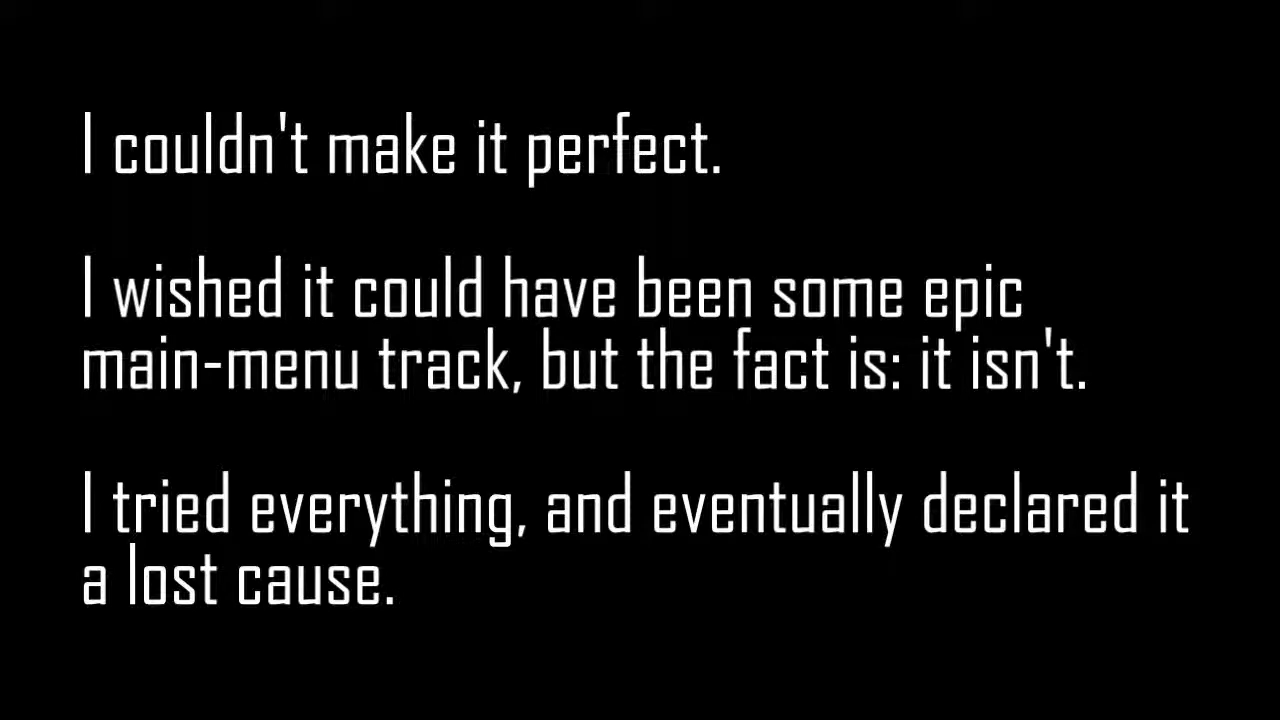 I couldn't make it perfect.
I wished it could have been some epic
main-menu track, but the fact is: it isn't.
I tried everything, and eventually declared it
a lost cause.